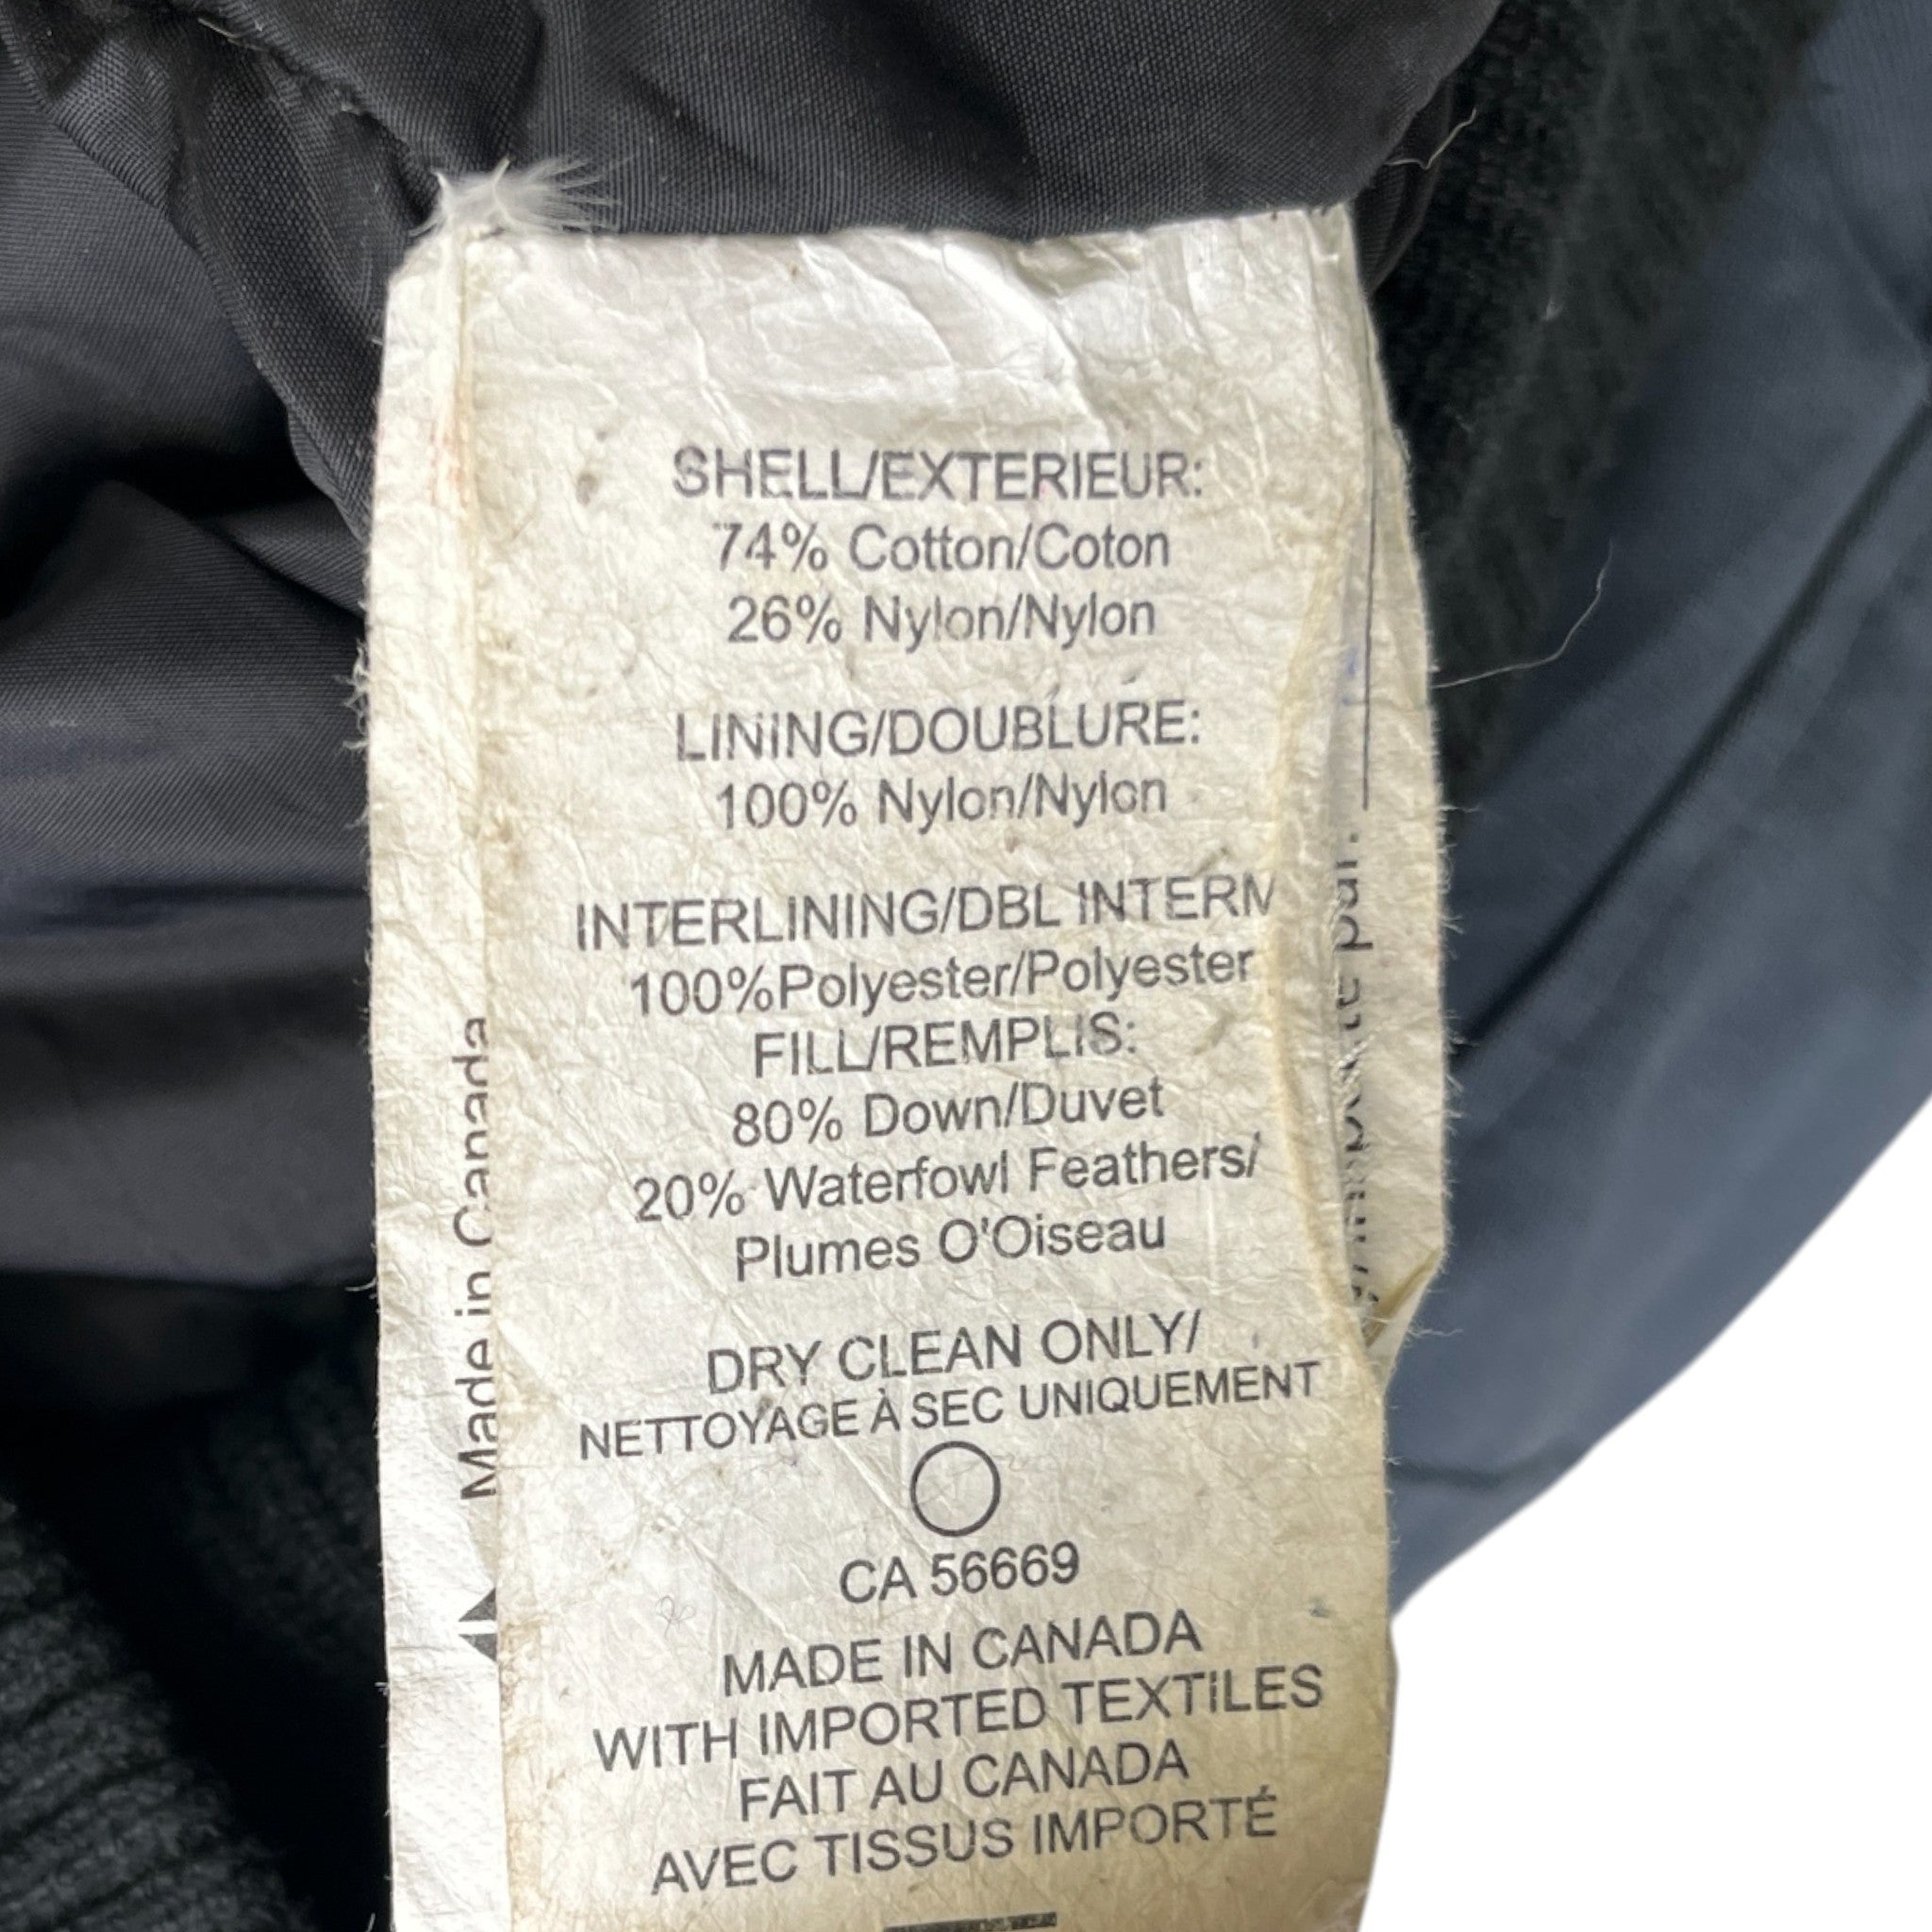 SHELL/EXTERIEUR:
74% Cotton/Coton
26% Nylon/Nylon
LINING/DOUBLURE:
100% Nylon/Nylon
INTERLINING/DBL INTERM
100%Polyester/Polyester
FILL/REMPLIS:
80% Down/Duvet
20% Waterfowl Feathers/
Plumes O'Oiseau
DRY CLEAN ONLY/
NETTOYAGE À SEC UNIQUEMENT
CA 56669
MADE IN CANADA
WITH IMPORTED TEXTILES
FAIT AU CANADA
AVEC TISSUS IMPORTÉ
Made in Canada
par: